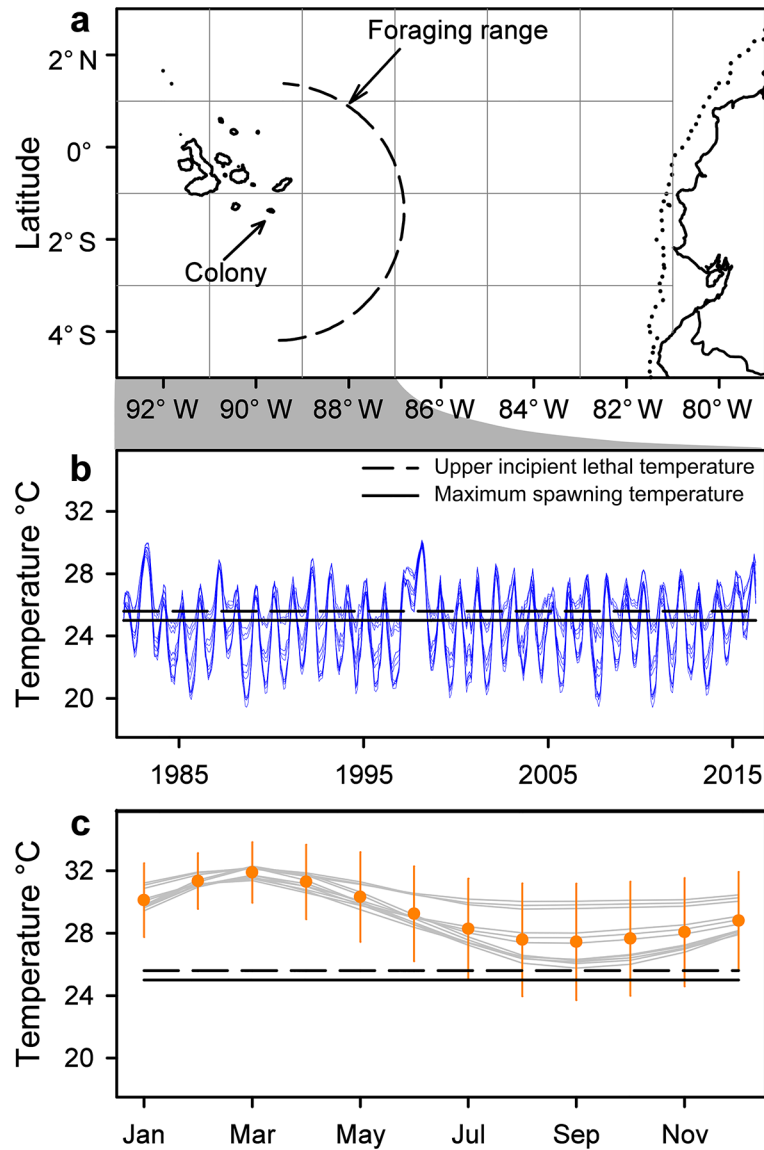 a
Foraging range
2° N
0°
2° S
4° S
Latitude
Colony
92° W 90° W 88° W 86° W 84° W 82° W 80° W
b
Upper incipient lethal temperature
Maximum spawning temperature
Temperature °C
32
28
24
20
1985 1995 2005 2015
c
Temperature °C
32
28
24
20
Jan Mar May Jul Sep Nov